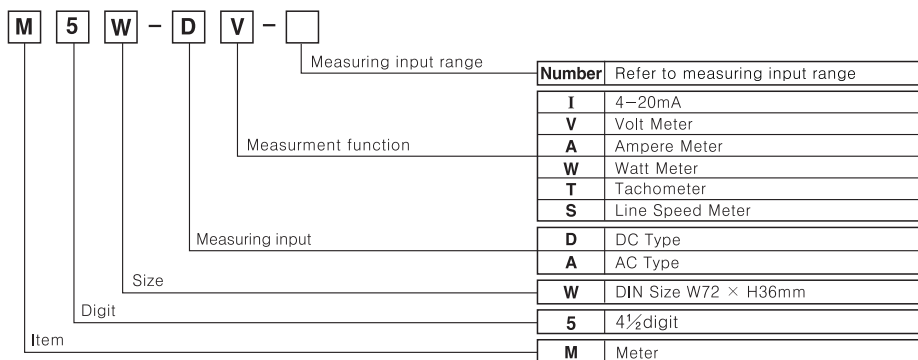 M 5 W - D V -
Measuring input range
Number Refer to measuring input range
I 4-20mA
V Volt Meter
Measurment function
A Ampere Meter
W Watt Meter
T Tachometer
S Line Speed Meter
Measuring input
D DC Type
A AC Type
Size
W DIN Size W72 × H36mm
Digit
5 4½digit
Item
M Meter